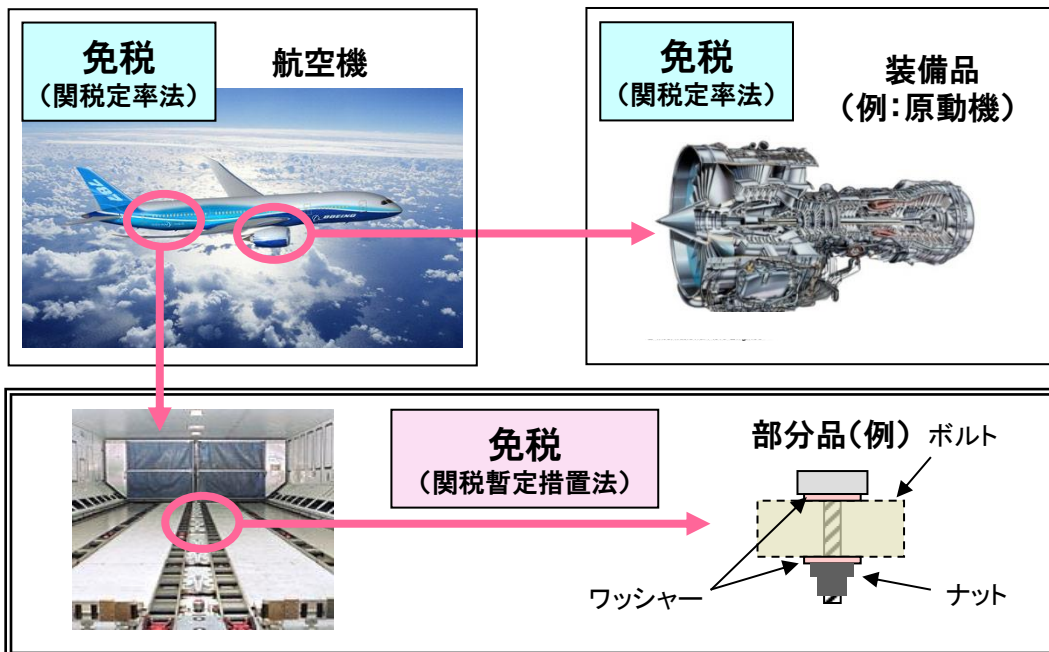 免税
（関税定率法）
航空機
787
BOEING
免税
（関税定率法）
装備品
（例：原動機）
免税
（関税暫定措置法）
部分品（例）
ボルト
ワッシャー
ナット